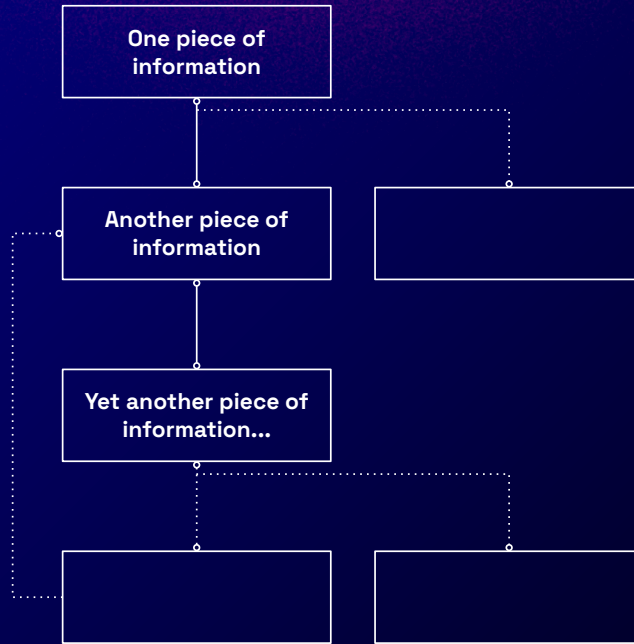 One piece of
information
Another piece of
information
Yet another piece of
information...